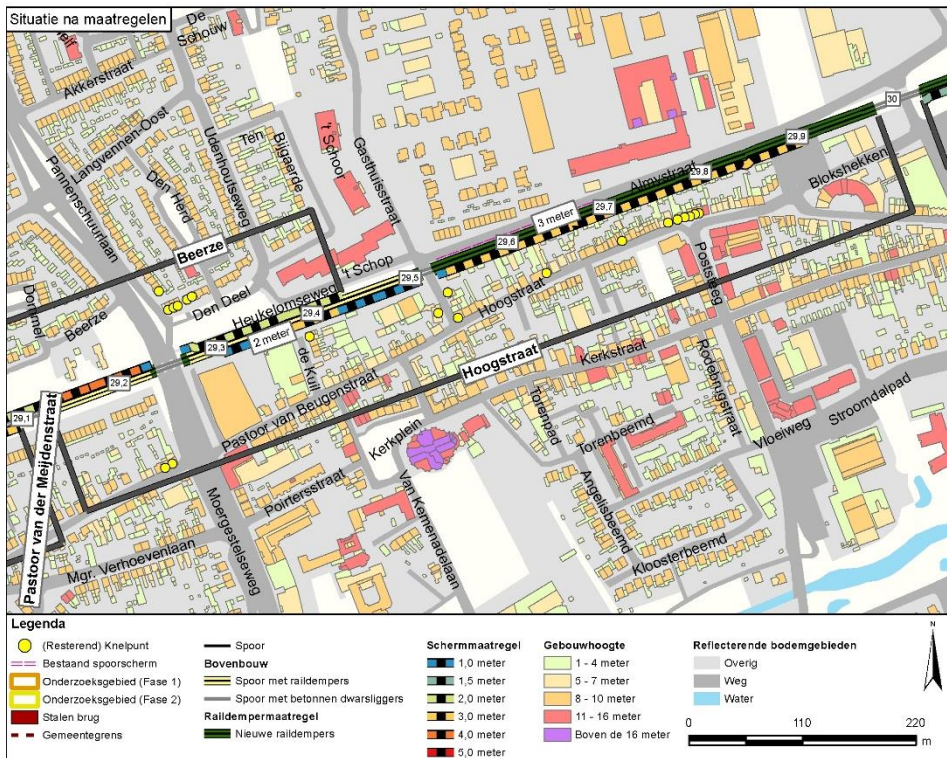 Situatie na maatregelen
De Schouw
Akkerstraat
Langvennen-Oost
Udenhoutseweg
Ten Bijgaerde
't Schoor
Gasthuisstraat
Pannenschuurlaan
Den Herd
Almystraat
30
29,9
29,8
Blokshekken
29,7
3 meter
29,6
Beerze
't Schop
29,5
Poststeeg
Dommel
Beerze
Den Deel
Heukelomseweg
29,4
2 meter
Hoogstraat
29,3
de Kuil
Hoogstraat
Kerkstraat
29,2
Pastoor van Beugenstraat
29,1
Rodebrugstraat
Stroomdalpad
Torenpad
Torenbeemd
Vloeiweg
Kerkplein
Pastoor van der Meijdenstraat
Poirtersstraat
Van Kemenadelaan
Angelisbeemd
Moergestelseweg
Kloosterbeemd
Mgr. Verhoevenlaan
Legenda
(Resterend) Knelpunt
Bestaand spoorscherm
Onderzoeksgebied (Fase 1)
Onderzoeksgebied (Fase 2)
Stalen brug
Gemeentegrens
Spoor
Bovenbouw
Spoor met raildempers
Spoor met betonnen dwarsliggers
Raildempermaatregel
Nieuwe raildempers
Schermmaatregel
1,0 meter
1,5 meter
2,0 meter
3,0 meter
4,0 meter
5,0 meter
Gebouwhoogte
1 - 4 meter
5 - 7 meter
8 - 10 meter
11 - 16 meter
Boven de 16 meter
Reflecterende bodemgebieden
Overig
Weg
Water
N
0 110 220
m